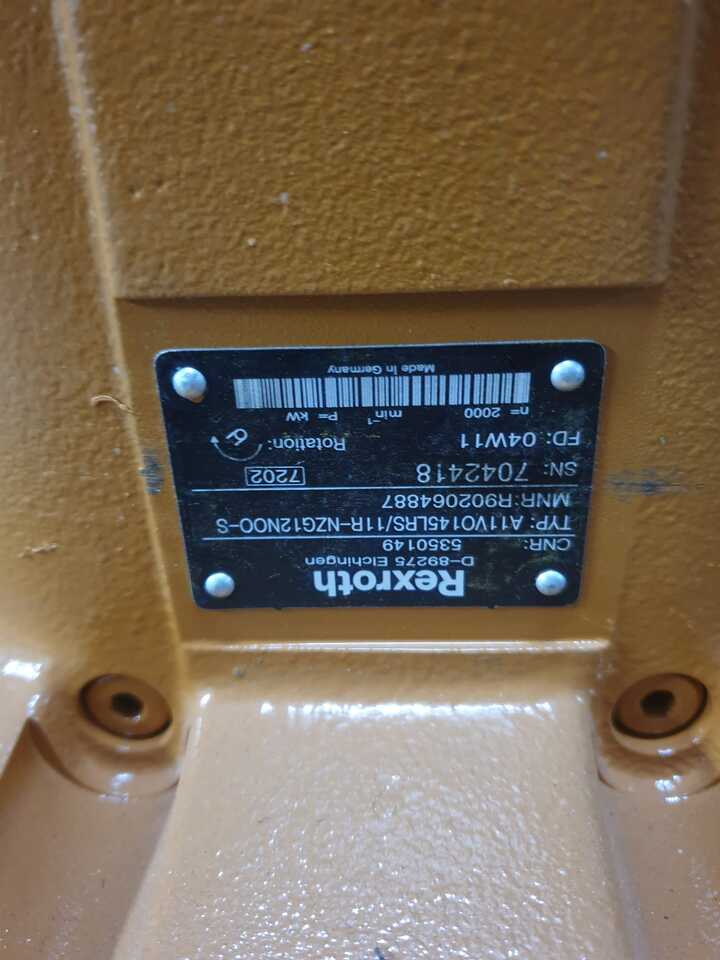 Rexroth
D-89275 Elchingen
CNR: 5350149
TYP: A11VO145LRS/11R-NZG12N00-S
MNR:R902064887
SN: 7042418 7202
FD: 04W11 Rotation:
n= 2000 min-1 P= kW
Made in Germany